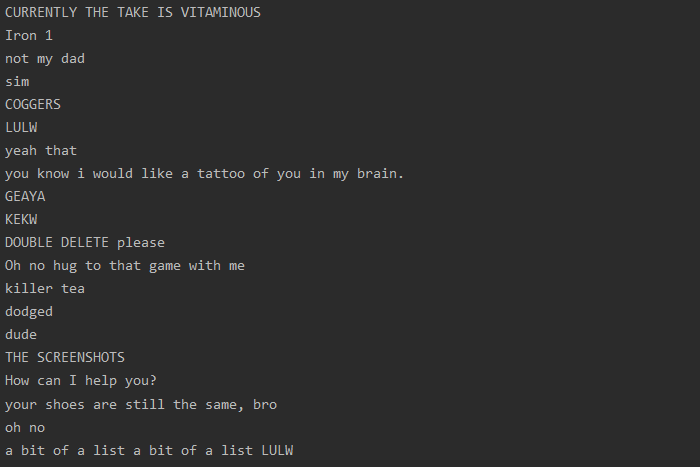 CURRENTLY THE TAKE IS VITAMINOUS
Iron 1
not my dad
sim
COGGERS
LULW
yeah that
you know i would like a tattoo of you in my brain.
GEAYA
KEKW
DOUBLE DELETE please
Oh no hug to that game with me
killer tea
dodged
dude
THE SCREENSHOTS
How can I help you?
your shoes are still the same, bro
oh no
a bit of a list a bit of a list LULW